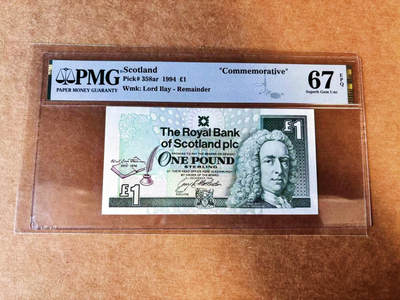 PMG
PAPER MONEY GUARANTY
Scotland
Pick# 358ar 1994 £1
Wmk: Lord Ilay - Remainder
"Commemorative"
67 EPQ
Superb Gem Unc
£1
The Royal Bank
of Scotland plc
ONE POUND
STERLING
£1